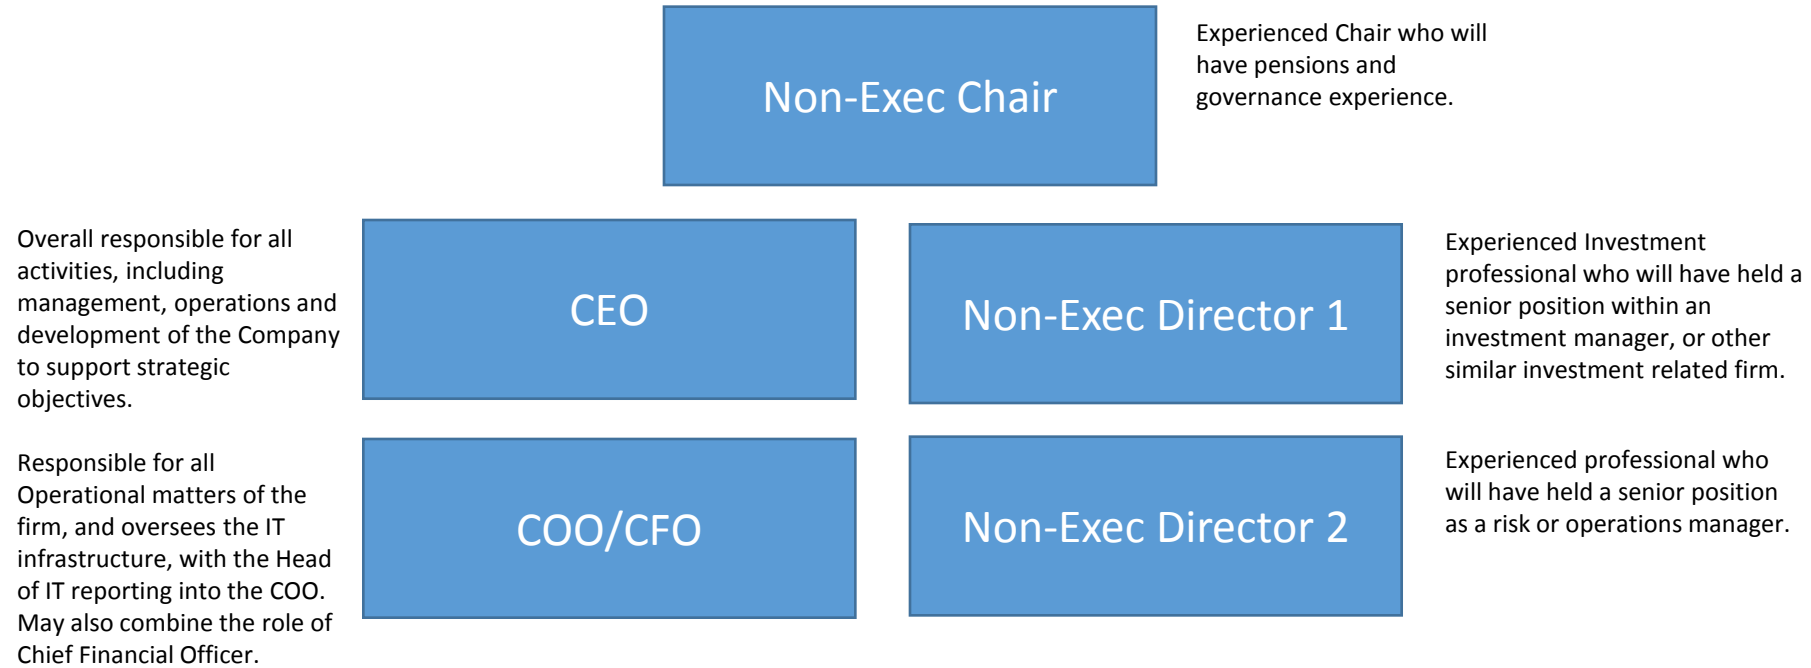 Non-Exec Chair
Experienced Chair who will
have pensions and
governance experience.
Overall responsible for all
activities, including
management, operations and
development of the Company
to support strategic
objectives.
CEO
Non-Exec Director 1
Experienced Investment
professional who will have held a
senior position within an
investment manager, or other
similar investment related firm.
Responsible for all
Operational matters of the
firm, and oversees the IT
infrastructure, with the Head
of IT reporting into the COO.
May also combine the role of
Chief Financial Officer.
COO/CFO
Non-Exec Director 2
Experienced professional who
will have held a senior position
as a risk or operations manager.